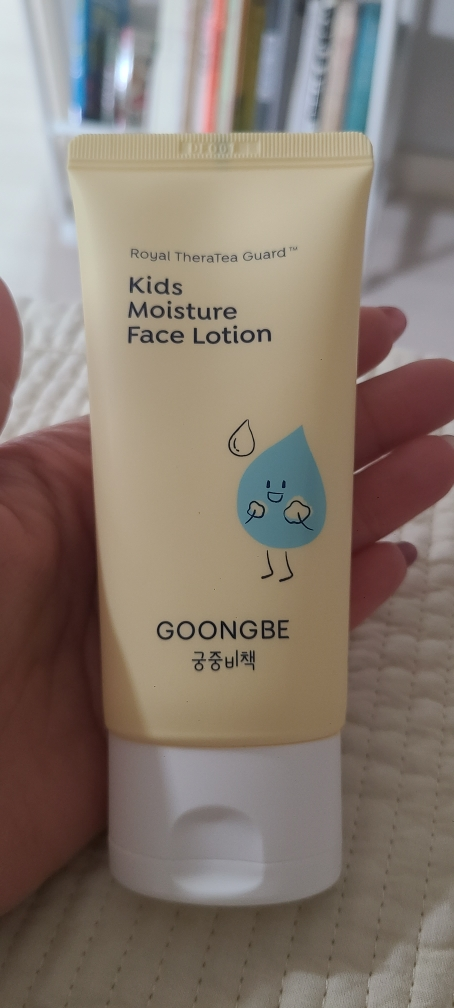 Royal TheraTea Guard™
Kids
Moisture
Face Lotion
GOONGBE
궁중비책